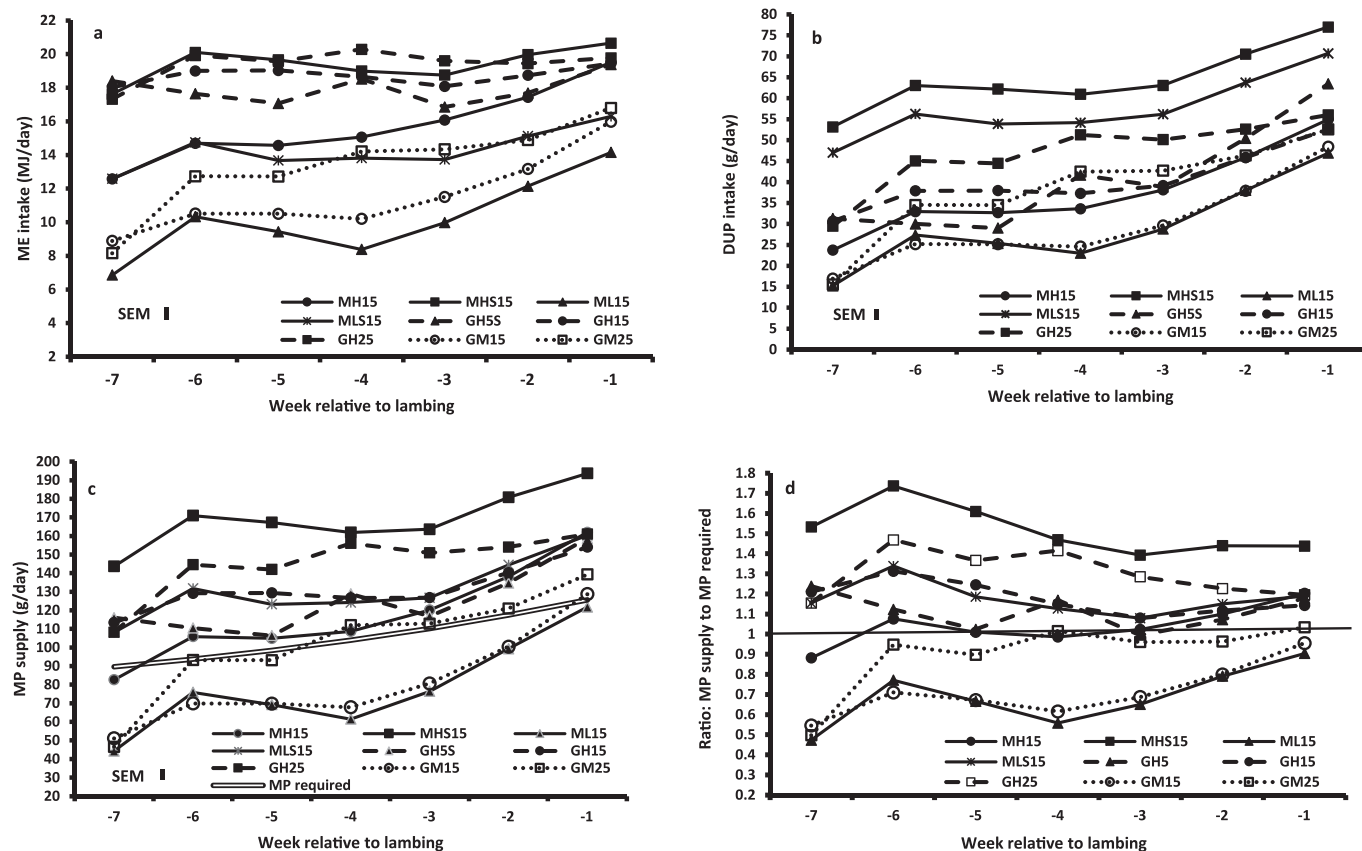 a
ME intake (MJ/day)
22
20
18
16
14
12
10
8
6
4
2
SEM
MH15 MHS15 ML15
MLS15 GH5S GH15
GH25 GM15 GM25
-7 -6 -5 -4 -3 -2 -1
Week relative to lambing
b
DUP intake (g/day)
80
75
70
65
60
55
50
45
40
35
30
25
20
15
10
5
0
SEM
MH15 MHS15 ML15
MLS15 GH5S GH15
GH25 GM15 GM25
-7 -6 -5 -4 -3 -2 -1
Week relative to lambing
c
MP supply (g/day)
200
190
180
170
160
150
140
130
120
110
100
90
80
70
60
50
40
30
20
SEM
MH15 MHS15 ML15
MLS15 GH5S GH15
GH25 GM15 GM25
MP required
-7 -6 -5 -4 -3 -2 -1
Week relative to lambing
d
Ratio: MP supply to MP required
1.8
1.7
1.6
1.5
1.4
1.3
1.2
1.1
1
0.9
0.8
0.7
0.6
0.5
0.4
0.3
0.2
MH15 MHS15 ML15
MLS15 GH5 GH15
GH25 GM15 GM25
-7 -6 -5 -4 -3 -2 -1
Week relative to lambing